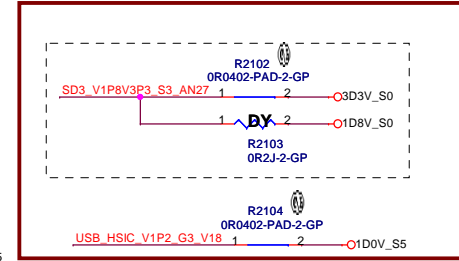 R2102
0R0402-PAD-2-GP
SD3_V1P8V3P3_S3_AN27 1 2 3D3V_S0
1 DY 2 1D8V_S0
R2103
0R2J-2-GP
R2104
0R0402-PAD-2-GP
USB_HSIC_V1P2_G3_V18 1 2 1D0V_S5